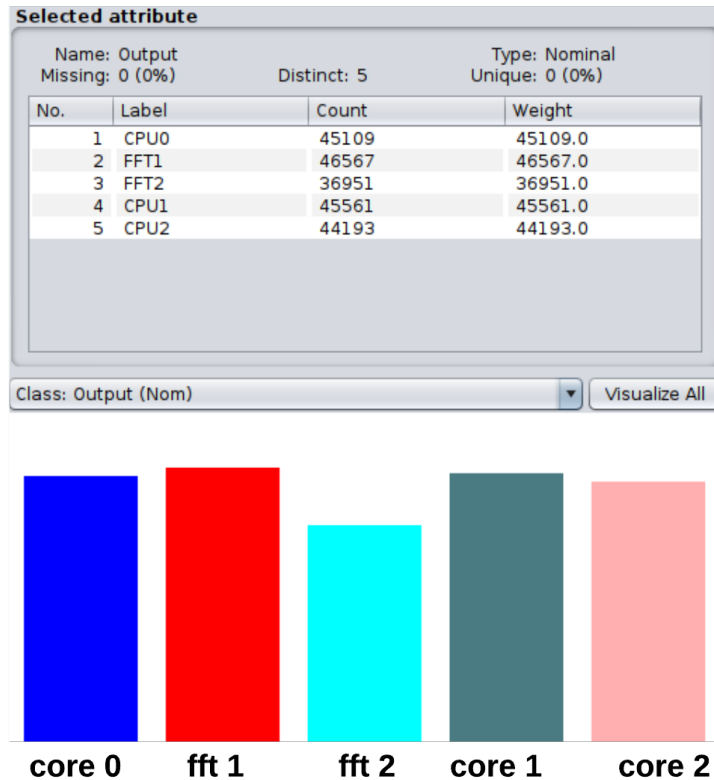 Selected attribute
Name: Output Type: Nominal
Missing: 0 (0%) Distinct: 5 Unique: 0 (0%)
No. Label Count Weight
1 CPU0 45109 45109.0
2 FFT1 46567 46567.0
3 FFT2 36951 36951.0
4 CPU1 45561 45561.0
5 CPU2 44193 44193.0
Class: Output (Nom) Visualize All
core 0 fft 1 fft 2 core 1 core 2